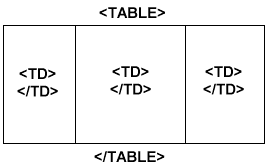 <TABLE>
<TD> <TD> <TD>
</TD> </TD> </TD>
</TABLE>